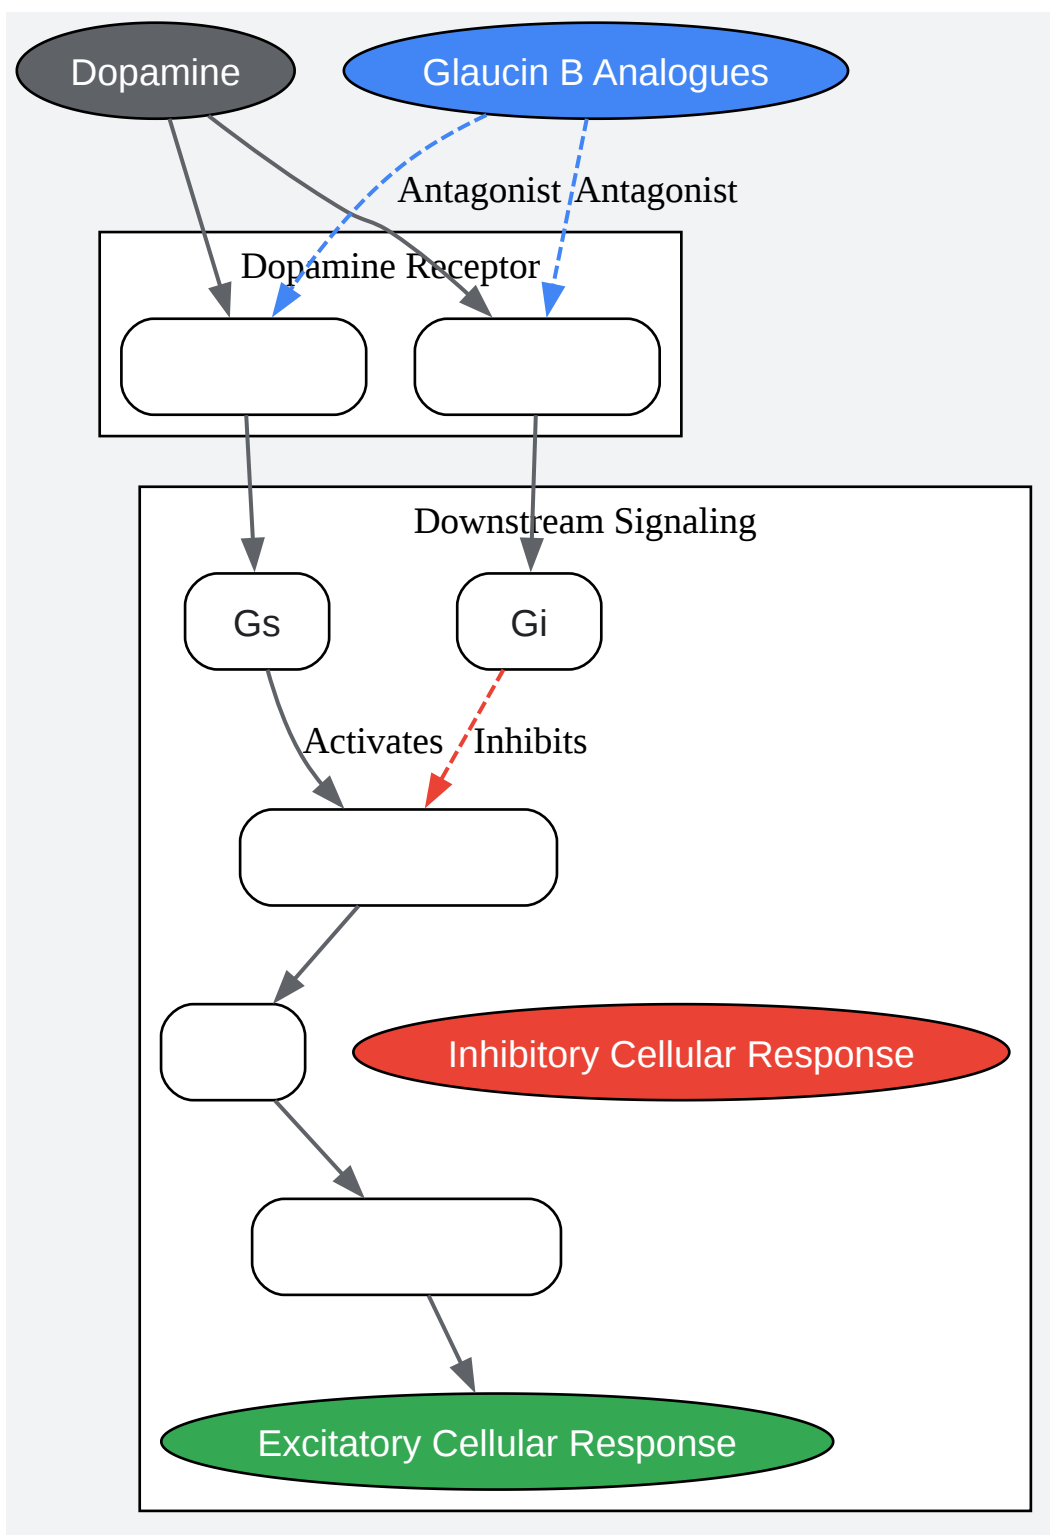 Dopamine
Glaucin B Analogues
Antagonist
Antagonist
Dopamine Receptor
Downstream Signaling
Gs
Gi
Activates
Inhibits
Inhibitory Cellular Response
Excitatory Cellular Response